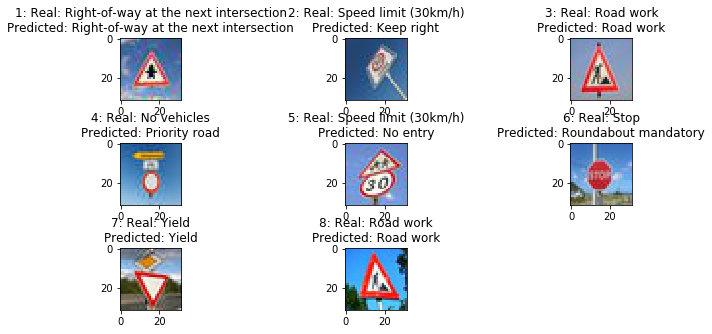 1: Real: Right-of-way at the next intersection
Predicted: Right-of-way at the next intersection
0
20
0
20
2: Real: Speed limit (30km/h)
Predicted: Keep right
0
20
0
20
3: Real: Road work
Predicted: Road work
0
20
0
20
4: Real: No vehicles
Predicted: Priority road
0
20
0
20
5: Real: Speed limit (30km/h)
Predicted: No entry
0
20
30
0
20
6: Real: Stop
Predicted: Roundabout mandatory
0
20
STOP
0
20
7: Real: Yield
Predicted: Yield
0
20
0
20
8: Real: Road work
Predicted: Road work
0
20
0
20